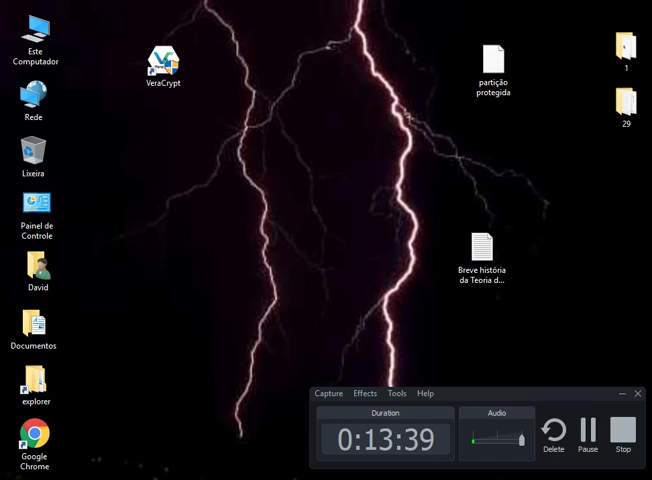 Este
Computador
Rede
Lixeira
Painel de
Controle
David
Documentos
explorer
Google
Chrome
VeraCrypt
partição
protegida
Breve história
da Teoria d...
1
29
Capture Effects Tools Help
Duration
0:13:39
Audio
Delete
Pause
Stop